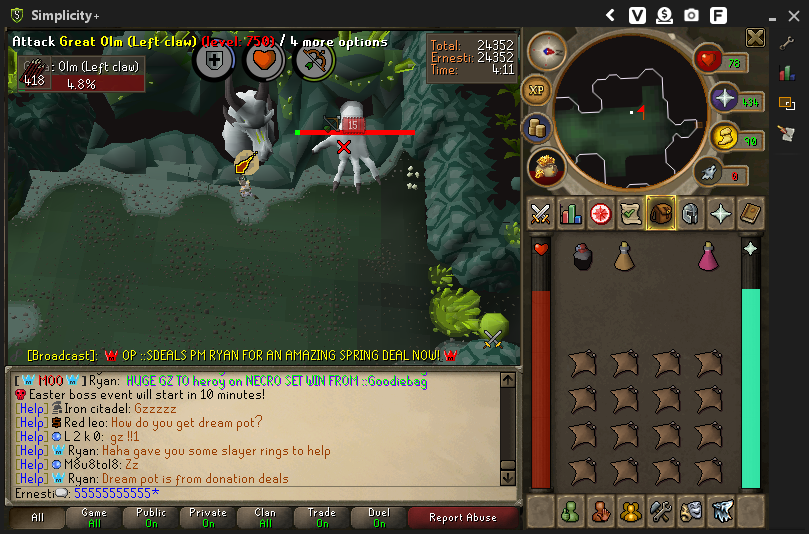 Simplicity+
V
F
Attack Great Olm (Left claw) (level: 750) / 4 more options
Olm (Left claw)
418
4.8%
Total: 24352
Ernesti: 24352
Time: 4:11
15
XP
78
434
90
0
[Broadcast]: OP ::SDEALS PM RYAN FOR AN AMAZING SPRING DEAL NOW!
[MOO] Ryan: HUGE GZ TO heroy on NECRO SET WIN FROM ::Goodiebag
Easter boss event will start in 10 minutes!
[Help] Iron citadel: Gzzzzz
[Help] Red leo: How do you get dream pot?
[Help] L 2 k 0: gz !!1
[Help] Ryan: Haha gave you some slayer rings to help
[Help] M8u8tol8: Zz
[Help] Ryan: Dream pot is from donation deals
Ernesti: 55555555555*
All
Game All
Public On
Private On
Clan All
Trade On
Duel On
Report Abuse